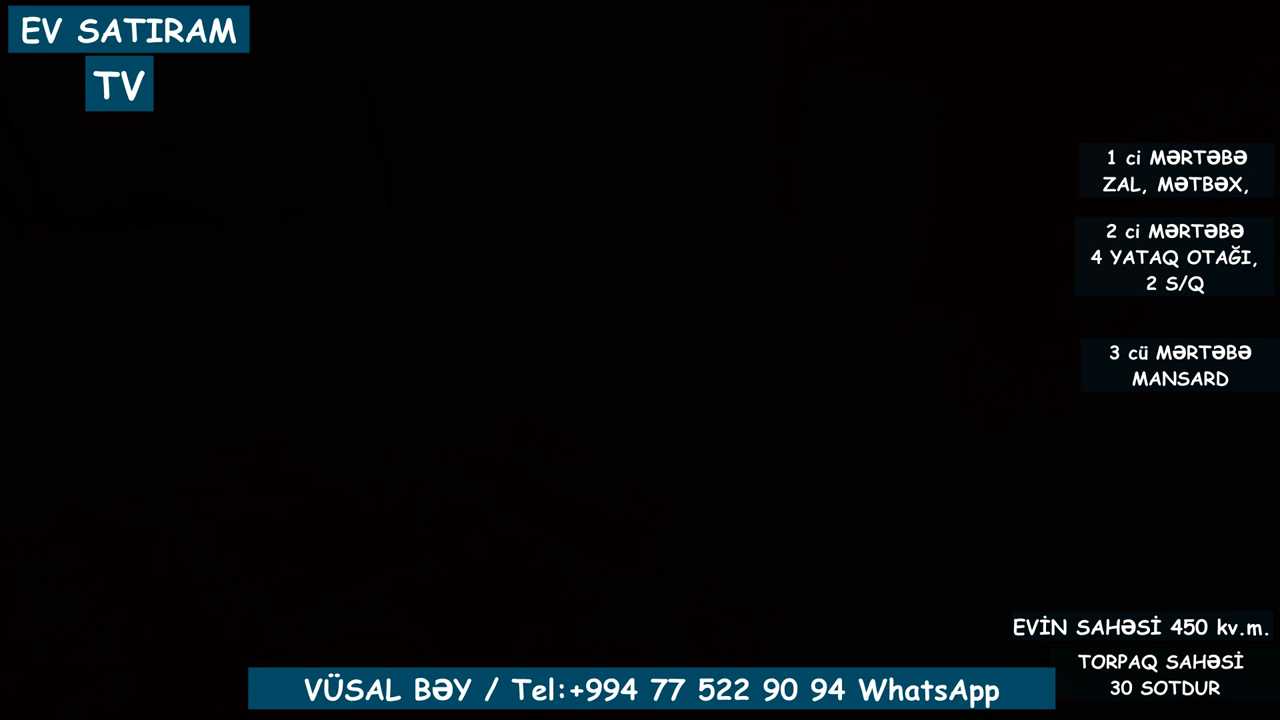 EV SATIRAM
TV
1 ci MƏRTƏBƏ
ZAL, MƏTBƏX,
2 ci MƏRTƏBƏ
4 YATAQ OTAĞI,
2 S/Q
3 cü MƏRTƏBƏ
MANSARD
EVİN SAHƏSİ 450 kv.m.
TORPAQ SAHƏSİ
30 SOTDUR
VÜSAL BƏY / Tel:+994 77 522 90 94 WhatsApp